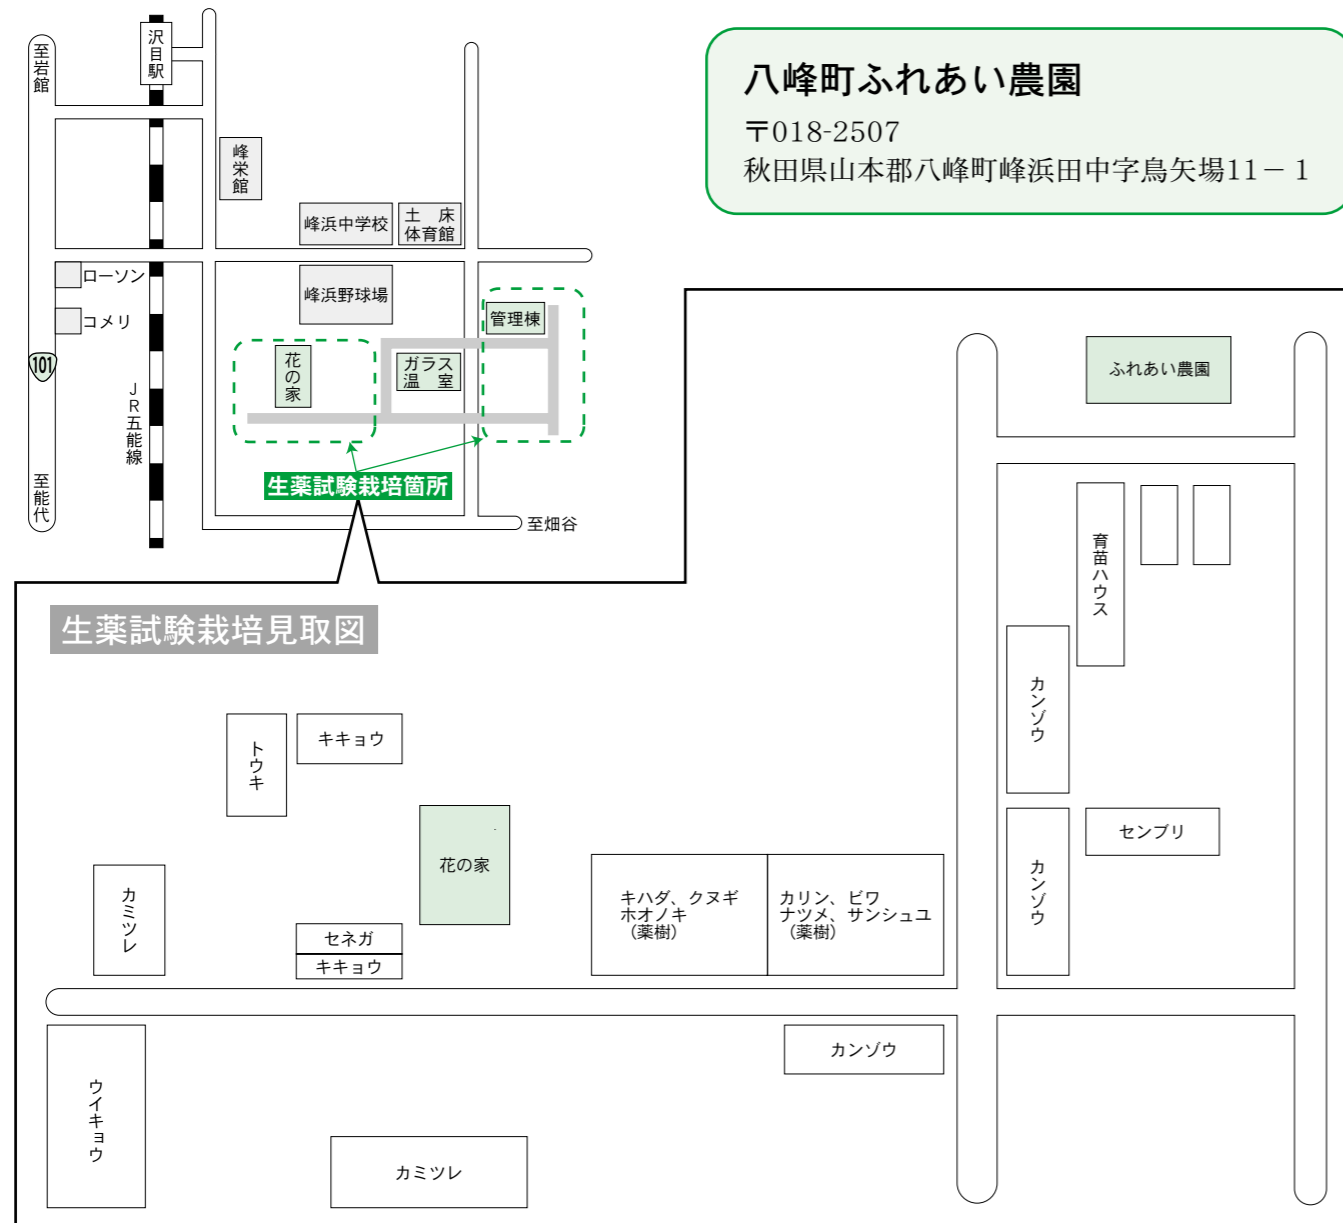 八峰町ふれあい農園
〒018-2507
秋田県山本郡八峰町峰浜田中字鳥矢場11－1
至岩館
沢目駅
峰栄館
峰浜中学校
土　床
体育館
ローソン
コメリ
峰浜野球場
管理棟
101
花の家
ガラス
温　室
JR五能線
至能代
生薬試験栽培箇所
至畑谷
生薬試験栽培見取図
ふれあい農園
育苗ハウス
カンゾウ
トウキ
キキョウ
花の家
センブリ
カンゾウ
カミツレ
セネガ
キキョウ
キハダ、クヌギ
ホオノキ
（薬樹）
カリン、ビワ
ナツメ、サンシュユ
（薬樹）
カンゾウ
ウイキョウ
カミツレ